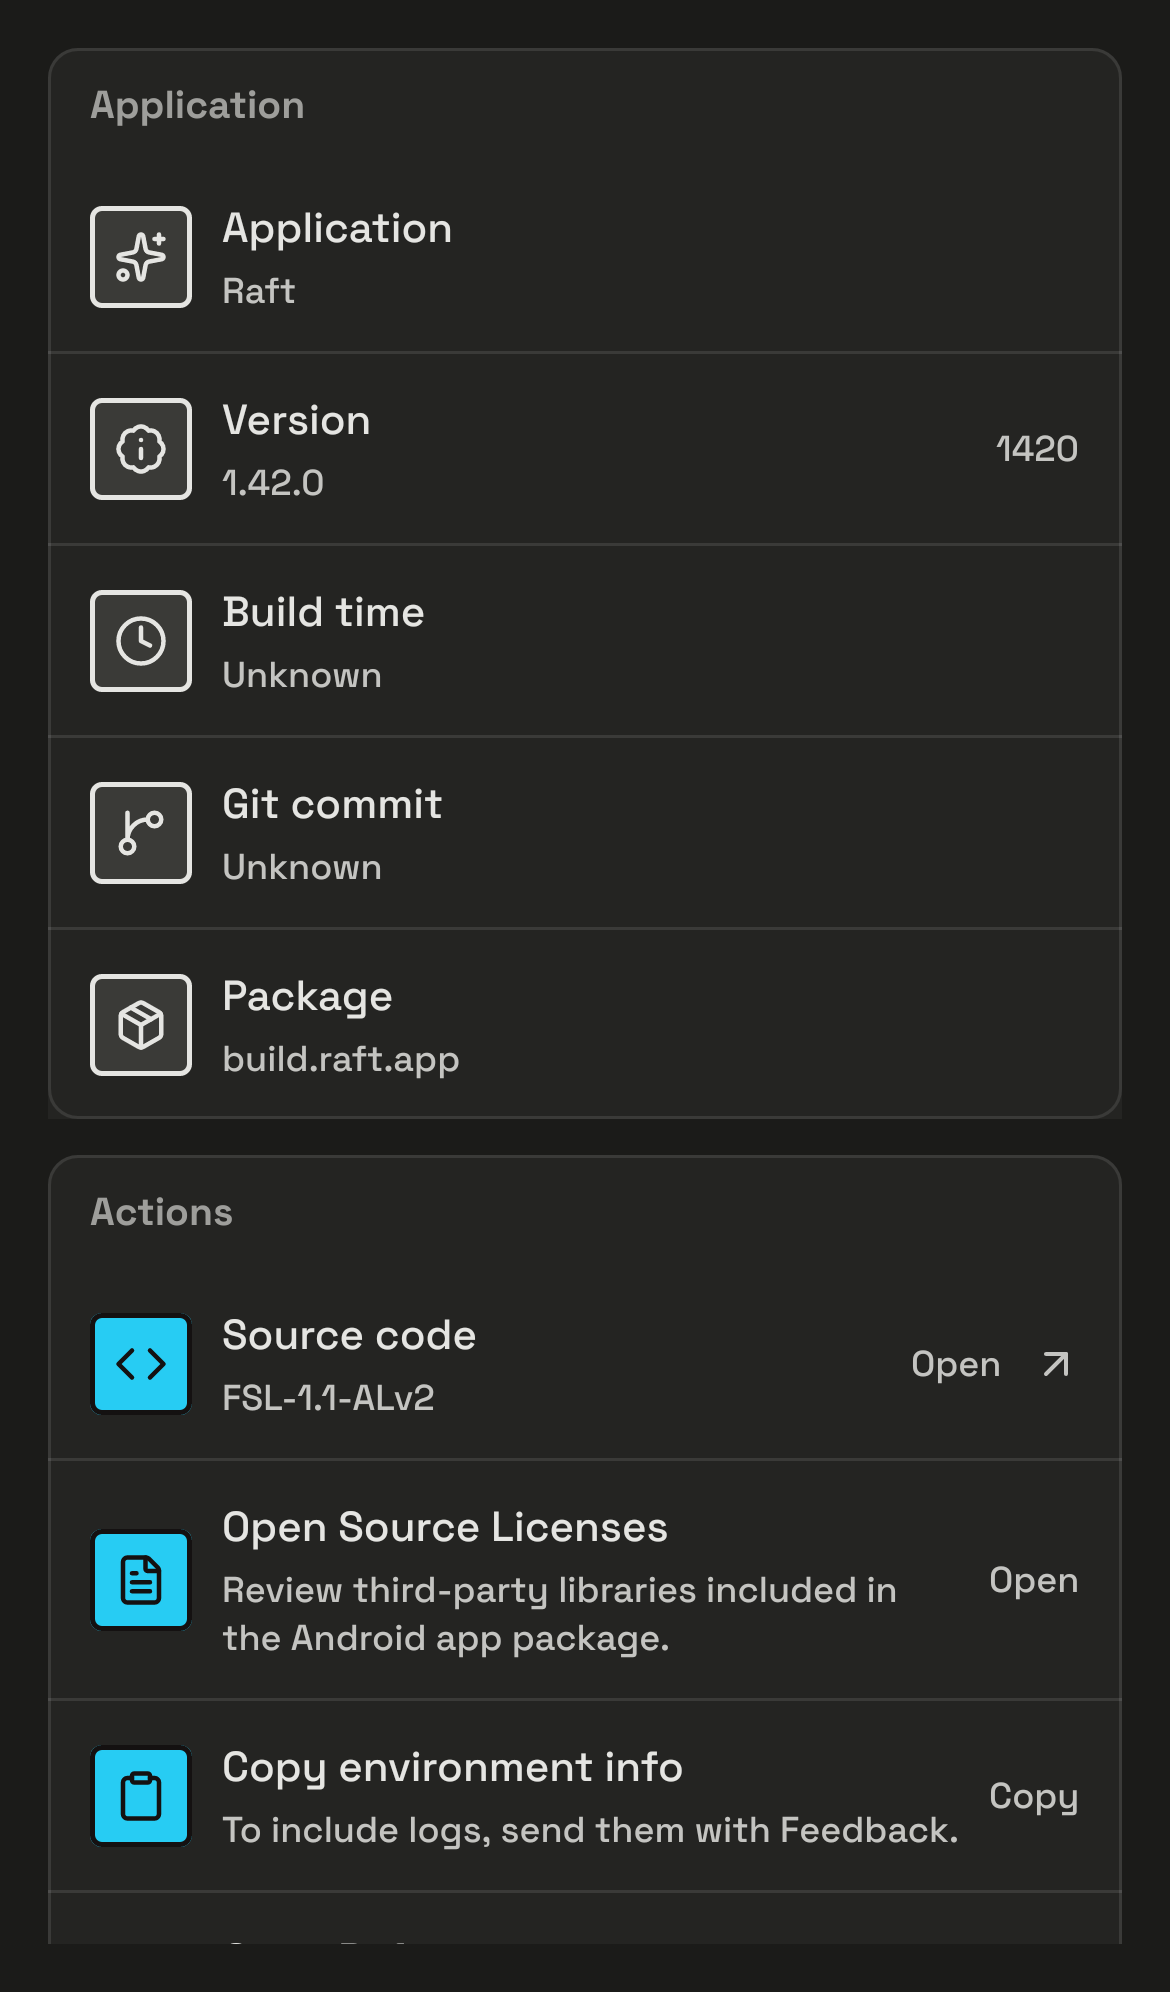 Application
Application
Raft
Version
1.42.0
1420
Build time
Unknown
Git commit
Unknown
Package
build.raft.app
Actions
Source code
FSL-1.1-ALv2
Open
Open Source Licenses
Review third-party libraries included in
the Android app package.
Open
Copy environment info
To include logs, send them with Feedback.
Copy